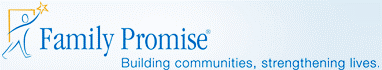 Family Promise®
Building communities, strengthening lives.